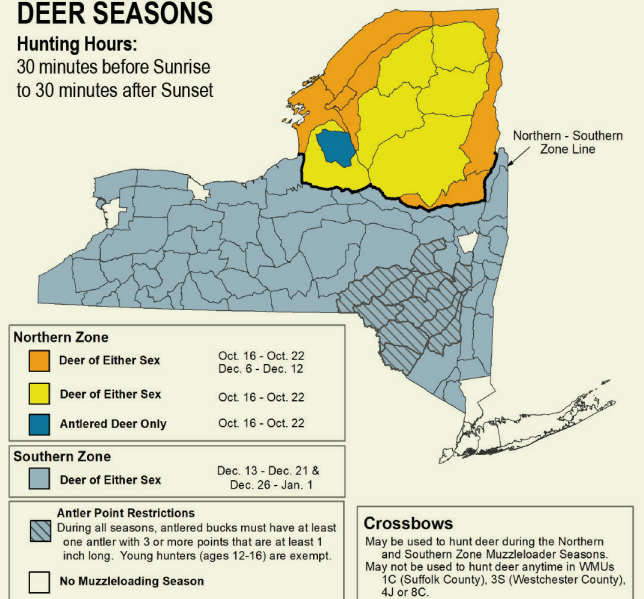 DEER SEASONS
Hunting Hours:
30 minutes before Sunrise
to 30 minutes after Sunset
Northern - Southern
Zone Line
Northern Zone
Deer of Either Sex
Oct. 16 - Oct. 22
Dec. 6 - Dec. 12
Deer of Either Sex
Oct. 16 - Oct. 22
Antlered Deer Only
Oct. 16 - Oct. 22
Southern Zone
Deer of Either Sex
Dec. 13 - Dec. 21 &
Dec. 26 - Jan. 1
Antler Point Restrictions
During all seasons, antlered bucks must have at least
one antler with 3 or more points that are at least 1
inch long. Young hunters (ages 12-16) are exempt.
No Muzzleloading Season
Crossbows
May be used to hunt deer during the Northern
and Southern Zone Muzzleloader Seasons.
May not be used to hunt deer anytime in WMUs
1C (Suffolk County), 3S (Westchester County),
4J or 8C.